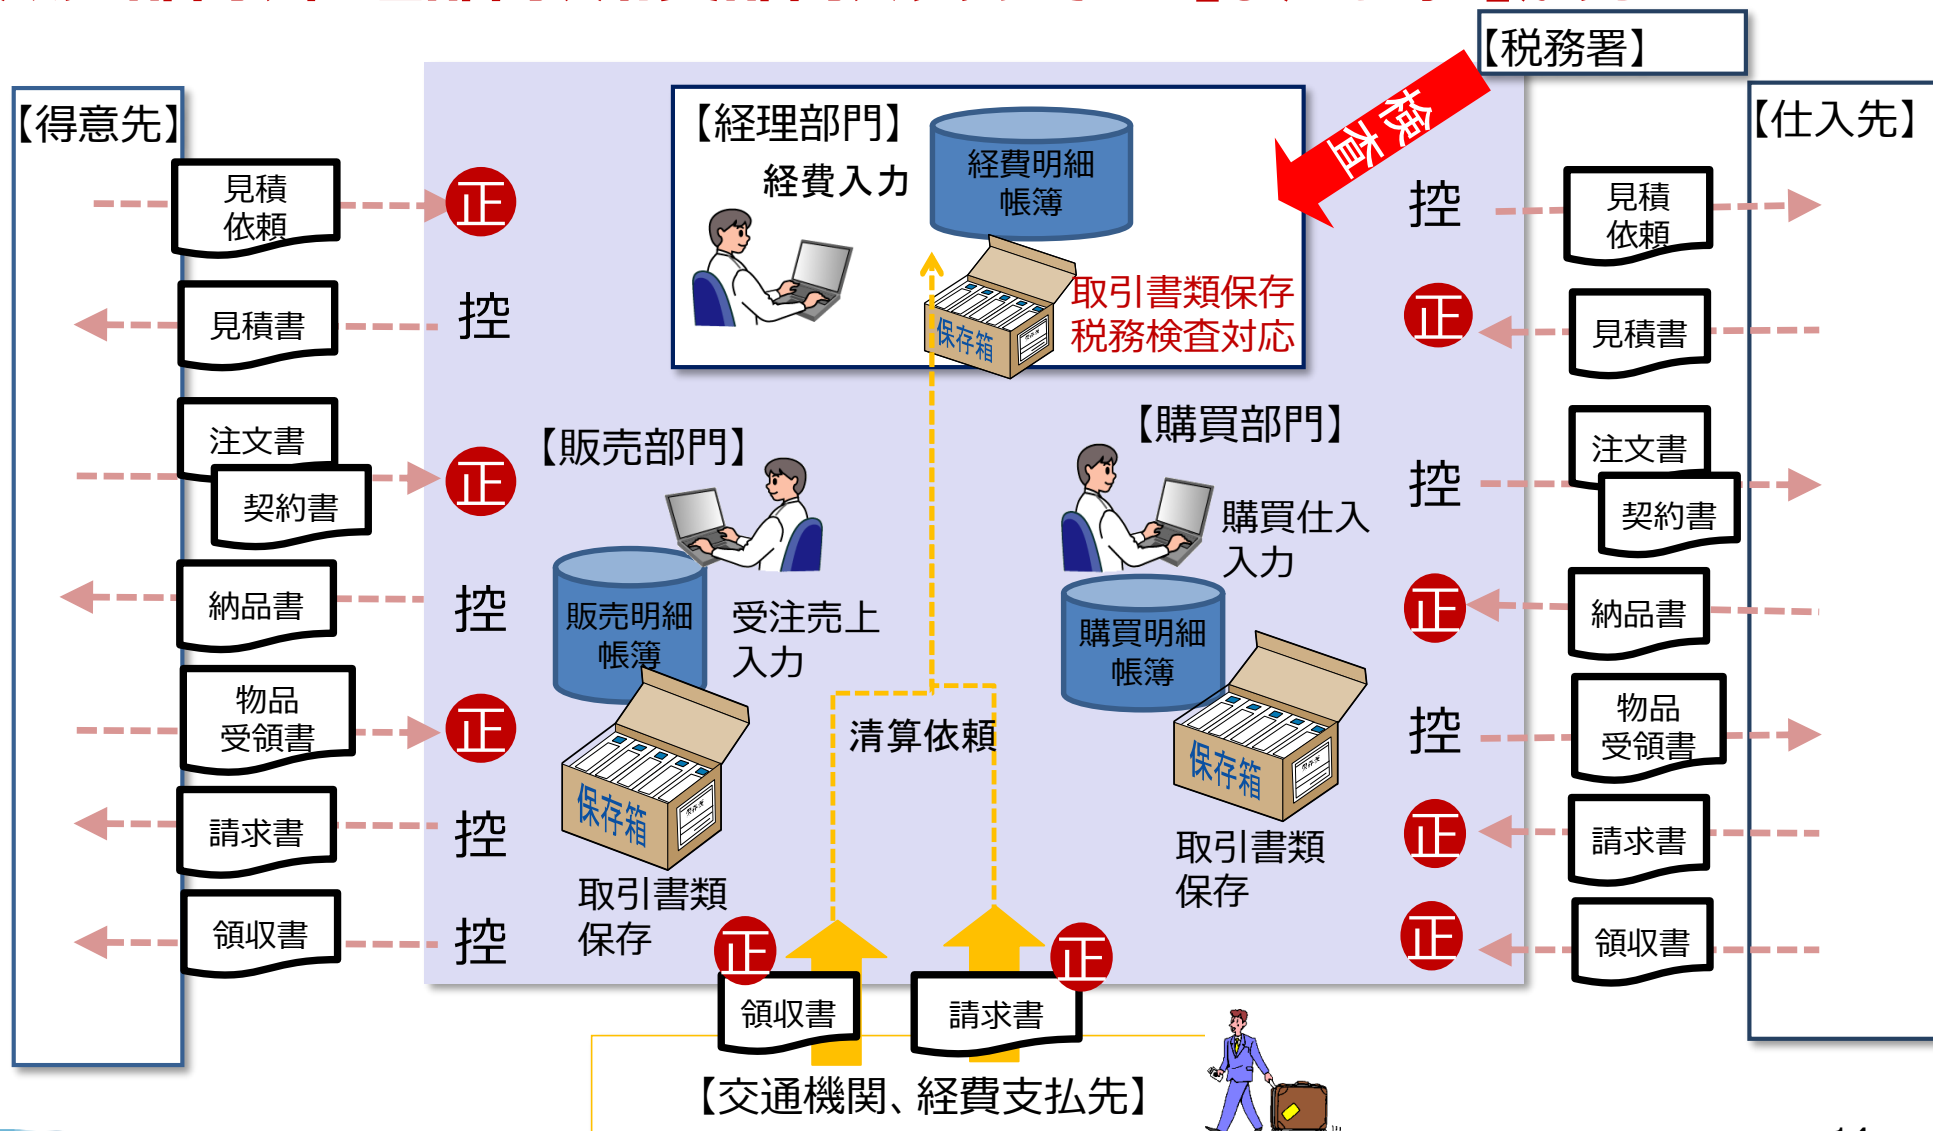 【税務署】
検査
【得意先】
見積
依頼
正
見積書
控
注文書
契約書
正
納品書
控
物品
受領書
正
請求書
控
領収書
控
【経理部門】
経費入力
経費明細
帳簿
保存箱
取引書類保存
税務検査対応
【販売部門】
販売明細
帳簿
受注売上
入力
保存箱
取引書類
保存
清算依頼
【購買部門】
購買仕入
入力
購買明細
帳簿
保存箱
取引書類
保存
【仕入先】
控
見積
依頼
正
見積書
控
注文書
契約書
正
納品書
控
物品
受領書
正
請求書
正
領収書
正
領収書
正
請求書
【交通機関、経費支払先】